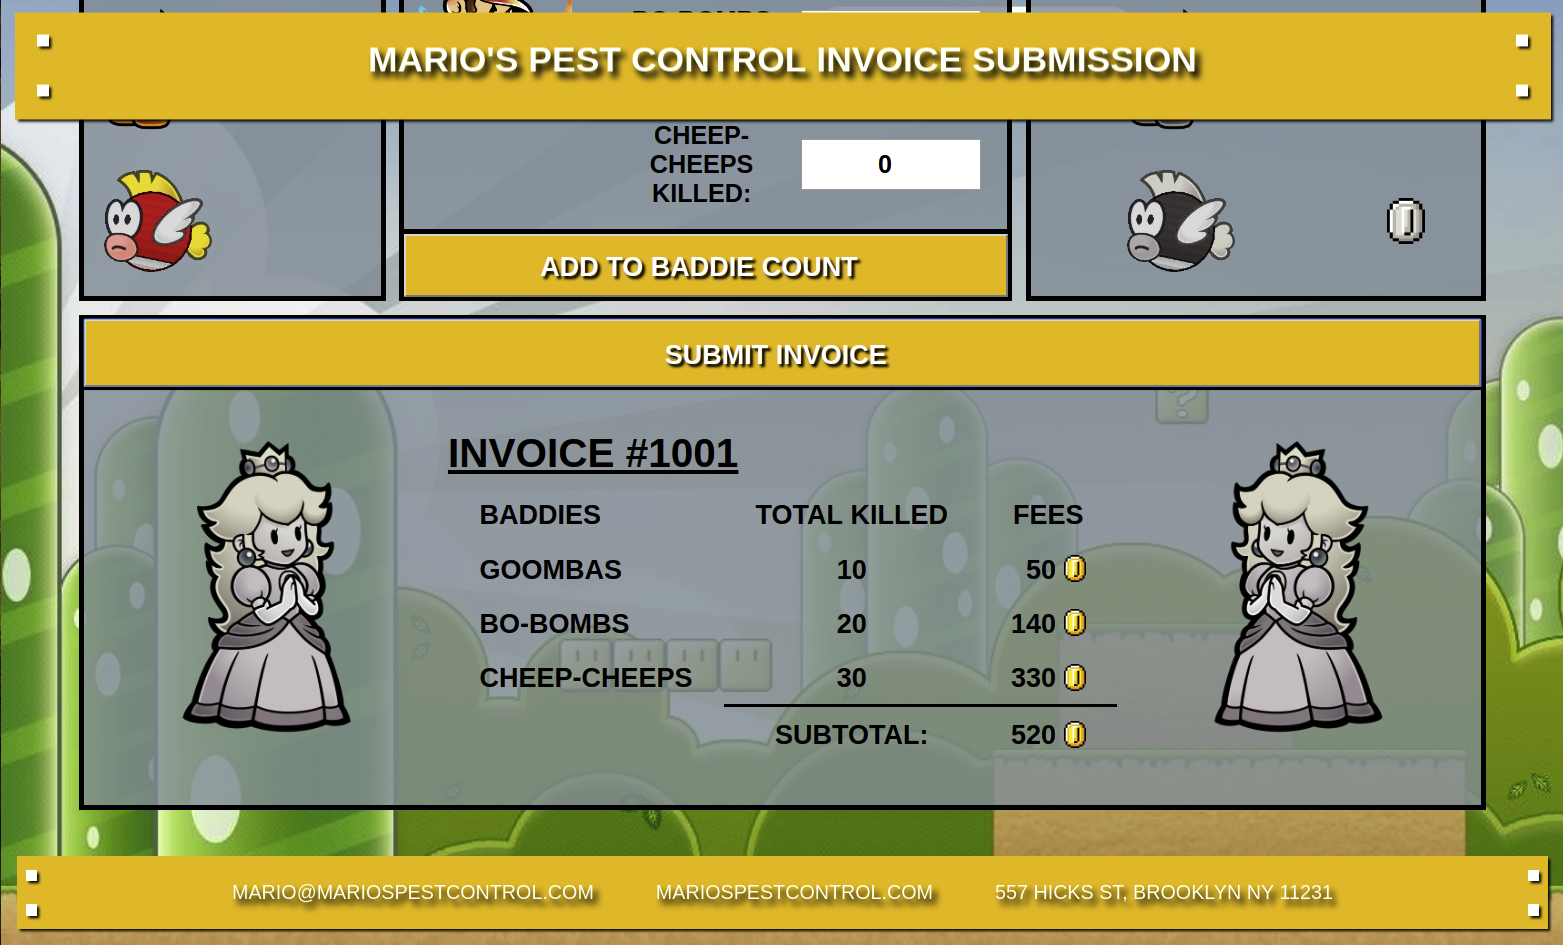 MARIO'S PEST CONTROL INVOICE SUBMISSION
CHEEP-
CHEEPS
KILLED:
0
ADD TO BADDIE COUNT
SUBMIT INVOICE
INVOICE #1001
BADDIES TOTAL KILLED FEES
GOOMBAS 10 50
BO-BOMBS 20 140
CHEEP-CHEEPS 30 330
SUBTOTAL: 520
MARIO@MARIOSPESTCONTROL.COM MARIOSPESTCONTROL.COM 557 HICKS ST, BROOKLYN NY 11231